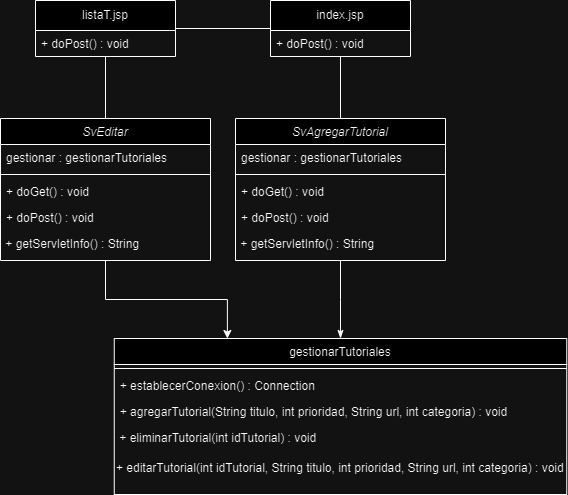 listaT.jsp
+ doPost() : void
index.jsp
+ doPost() : void
SvEditar
gestionar : gestionarTutoriales
+ doGet() : void
+ doPost() : void
+ getServletInfo() : String
SvAgregarTutorial
gestionar : gestionarTutoriales
+ doGet() : void
+ doPost() : void
+ getServletInfo() : String
gestionarTutoriales
+ establecerConexion() : Connection
+ agregarTutorial(String titulo, int prioridad, String url, int categoria) : void
+ eliminarTutorial(int idTutorial) : void
+ editarTutorial(int idTutorial, String titulo, int prioridad, String url, int categoria) : void